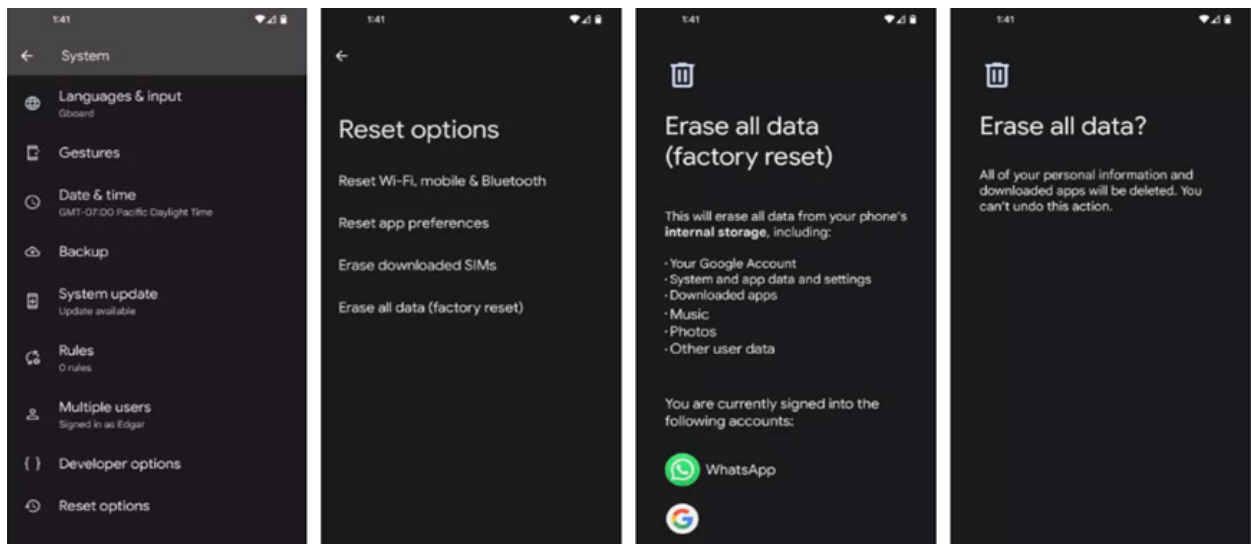 1:41
System
Languages & input
Gboard
Gestures
Date & time
GMT-07:00 Pacific Daylight Time
Backup
System update
Update available
Rules
0 rules
Multiple users
Signed in as Edgar
Developer options
Reset options
1:41
Reset options
Reset Wi-Fi, mobile & Bluetooth
Reset app preferences
Erase downloaded SIMs
Erase all data (factory reset)
1:41
Erase all data
(factory reset)
This will erase all data from your phone's
internal storage, including:
· Your Google Account
· System and app data and settings
· Downloaded apps
· Music
· Photos
· Other user data
You are currently signed into the
following accounts:
WhatsApp
1:41
Erase all data?
All of your personal information and
downloaded apps will be deleted. You
can't undo this action.